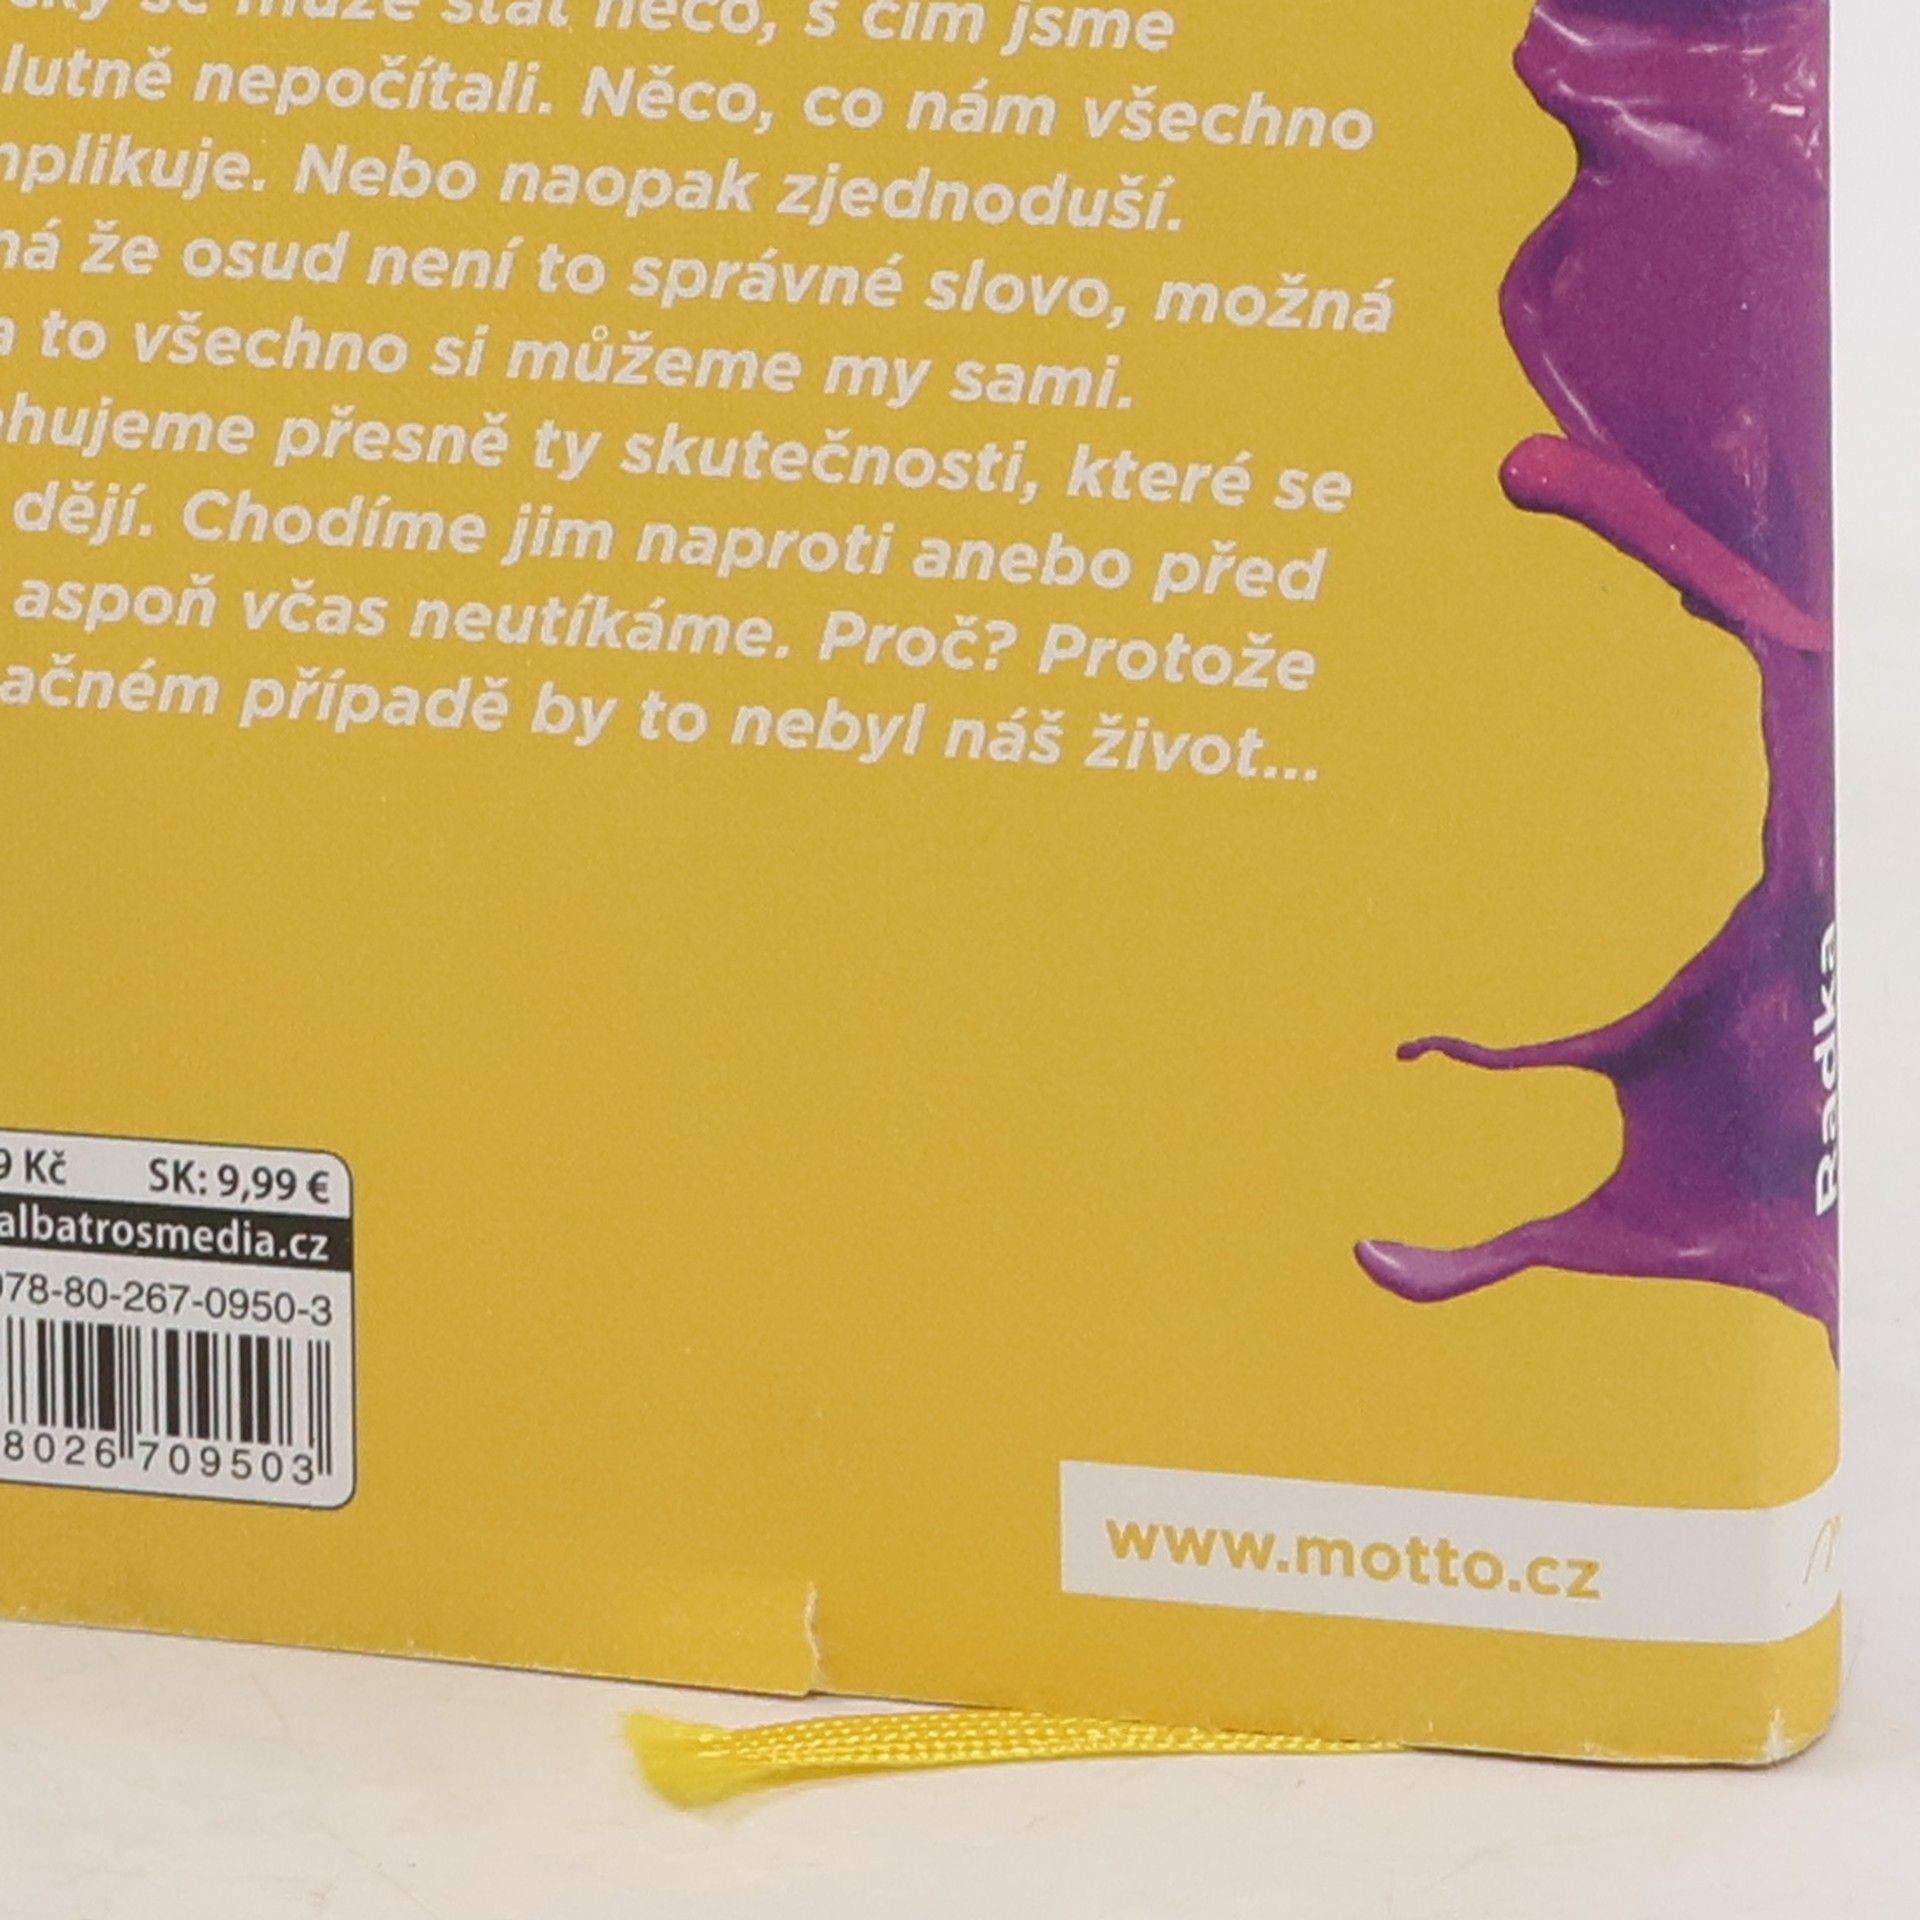 se může stát něco, s čím jsme
lutně nepočítali. Něco, co nám všechno
mplikuje. Nebo naopak zjednoduší.
ná že osud není to správné slovo, možná
a to všechno si můžeme my sami.
ahujeme přesně ty skutečnosti, které se
dějí. Chodíme jim naproti anebo před
aspoň včas neutíkáme. Proč? Protože
ačném případě by to nebyl náš život...
Radka
9 Kč SK: 9,99 €
albatrosmedia.cz
978-80-267-0950-3
8026 709503
www.motto.cz